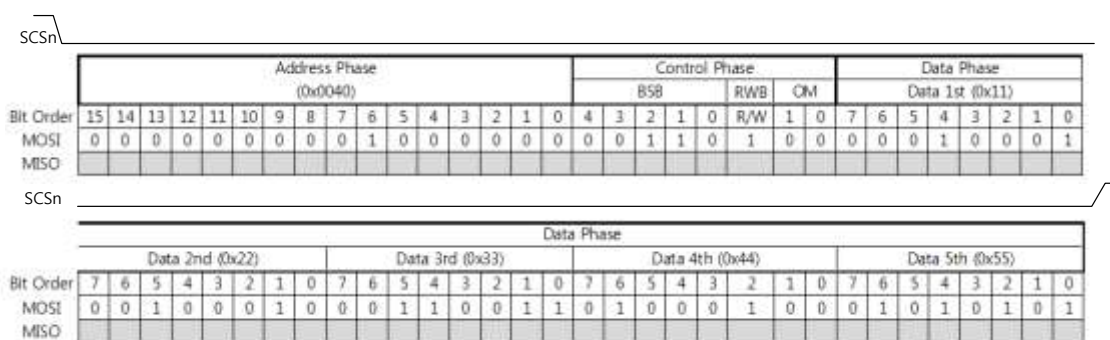 SCSn
Address Phase Control Phase Data Phase
(0x0040) BSB RWB OM Data 1st (0x11)
Bit Order 15 14 13 12 11 10 9 8 7 6 5 4 3 2 1 0 4 3 2 1 0 R/W 1 0 7 6 5 4 3 2 1 0
MOSI 0 0 0 0 0 0 0 0 0 1 0 0 0 0 0 0 0 0 1 1 0 1 0 0 0 0 0 1 0 0 0 1
MISO
SCSn
Data Phase
Data 2nd (0x22) Data 3rd (0x33) Data 4th (0x44) Data 5th (0x55)
Bit Order 7 6 5 4 3 2 1 0 7 6 5 4 3 2 1 0 7 6 5 4 3 2 1 0 7 6 5 4 3 2 1 0
MOSI 0 0 1 0 0 0 1 0 0 0 1 1 0 0 1 1 0 1 0 0 0 1 0 0 0 1 0 1 0 1 0 1
MISO